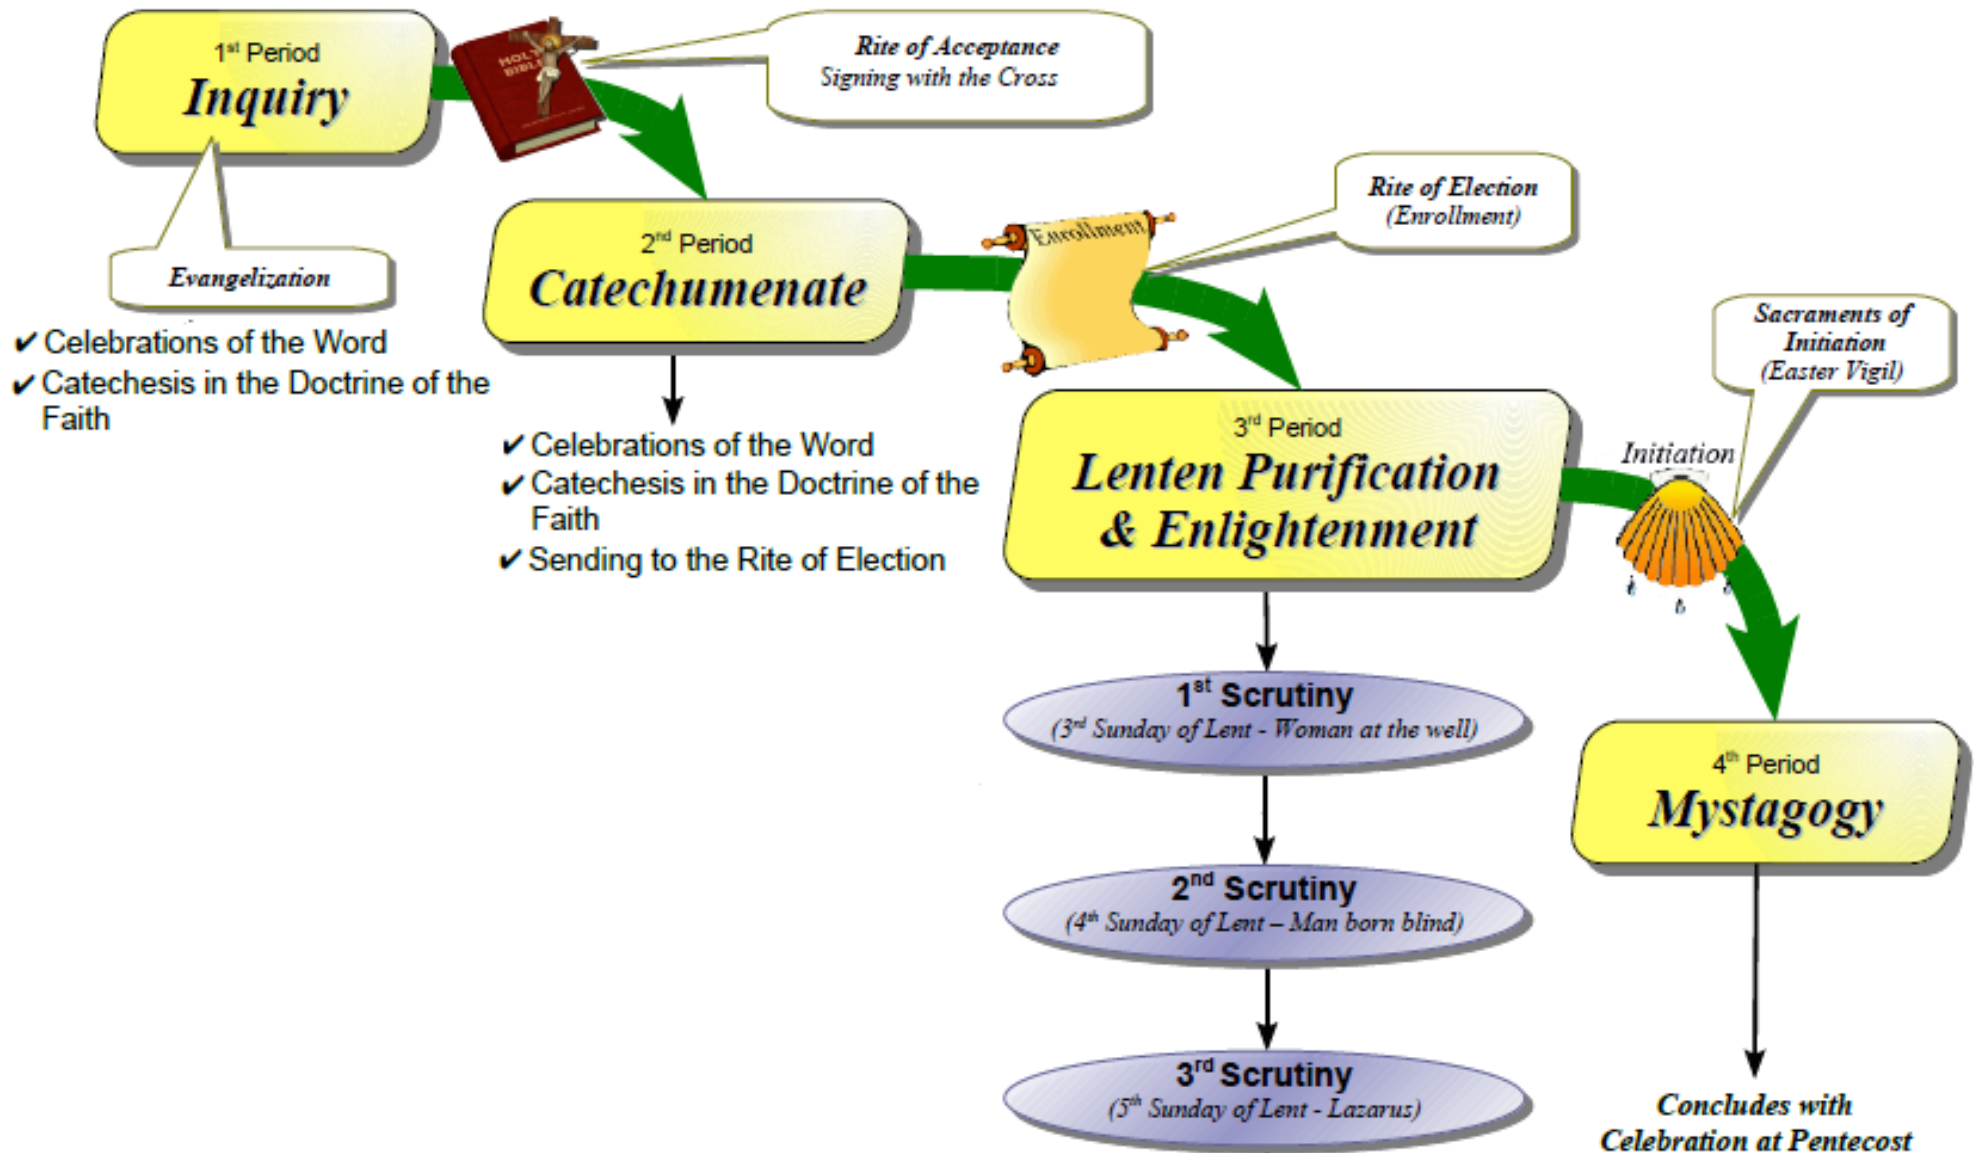 1st Period
Inquiry
HOLY
BIBLE
Rite of Acceptance
Signing with the Cross
Evangelization
✔ Celebrations of the Word
✔ Catechesis in the Doctrine of the
Faith
2nd Period
Catechumenate
Enrollment
Rite of Election
(Enrollment)
✔ Celebrations of the Word
✔ Catechesis in the Doctrine of the
Faith
✔ Sending to the Rite of Election
3rd Period
Lenten Purification
& Enlightenment
Initiation
Sacraments of
Initiation
(Easter Vigil)
1st Scrutiny
(3rd Sunday of Lent - Woman at the well)
2nd Scrutiny
(4th Sunday of Lent – Man born blind)
3rd Scrutiny
(5th Sunday of Lent - Lazarus)
4th Period
Mystagogy
Concludes with
Celebration at Pentecost